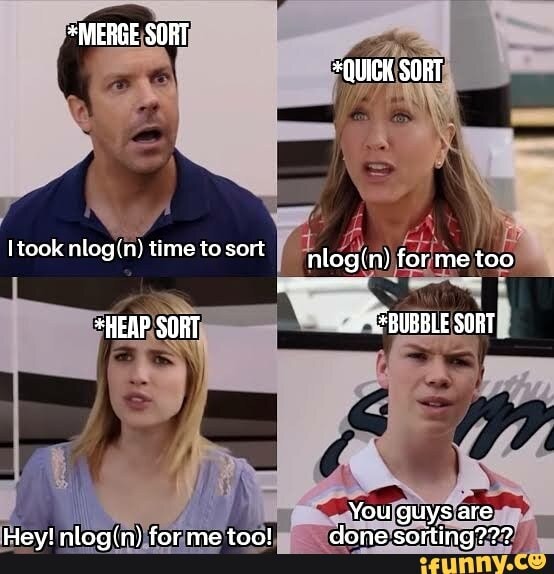 *MERGE SORT
I took nlog(n) time to sort
*QUICK SORT
nlog(n) for me too
*HEAP SORT
Hey! nlog(n) for me too!
*BUBBLE SORT
You guys are
done sorting???
ifunny.co